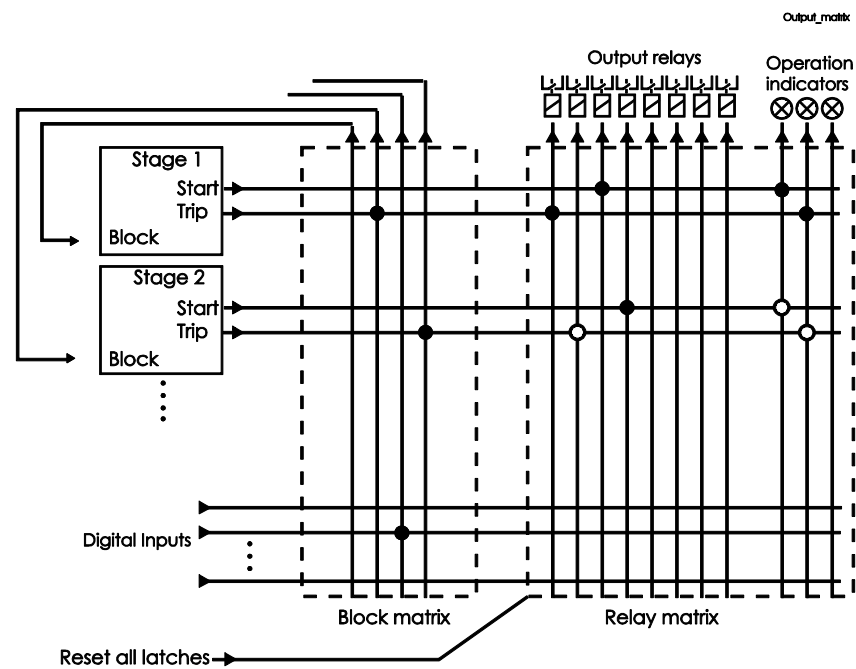 Output_matrix
Output relays
Operation
indicators
Stage 1
Start
Trip
Block
Stage 2
Start
Trip
Block
Digital Inputs
Block matrix
Relay matrix
Reset all latches